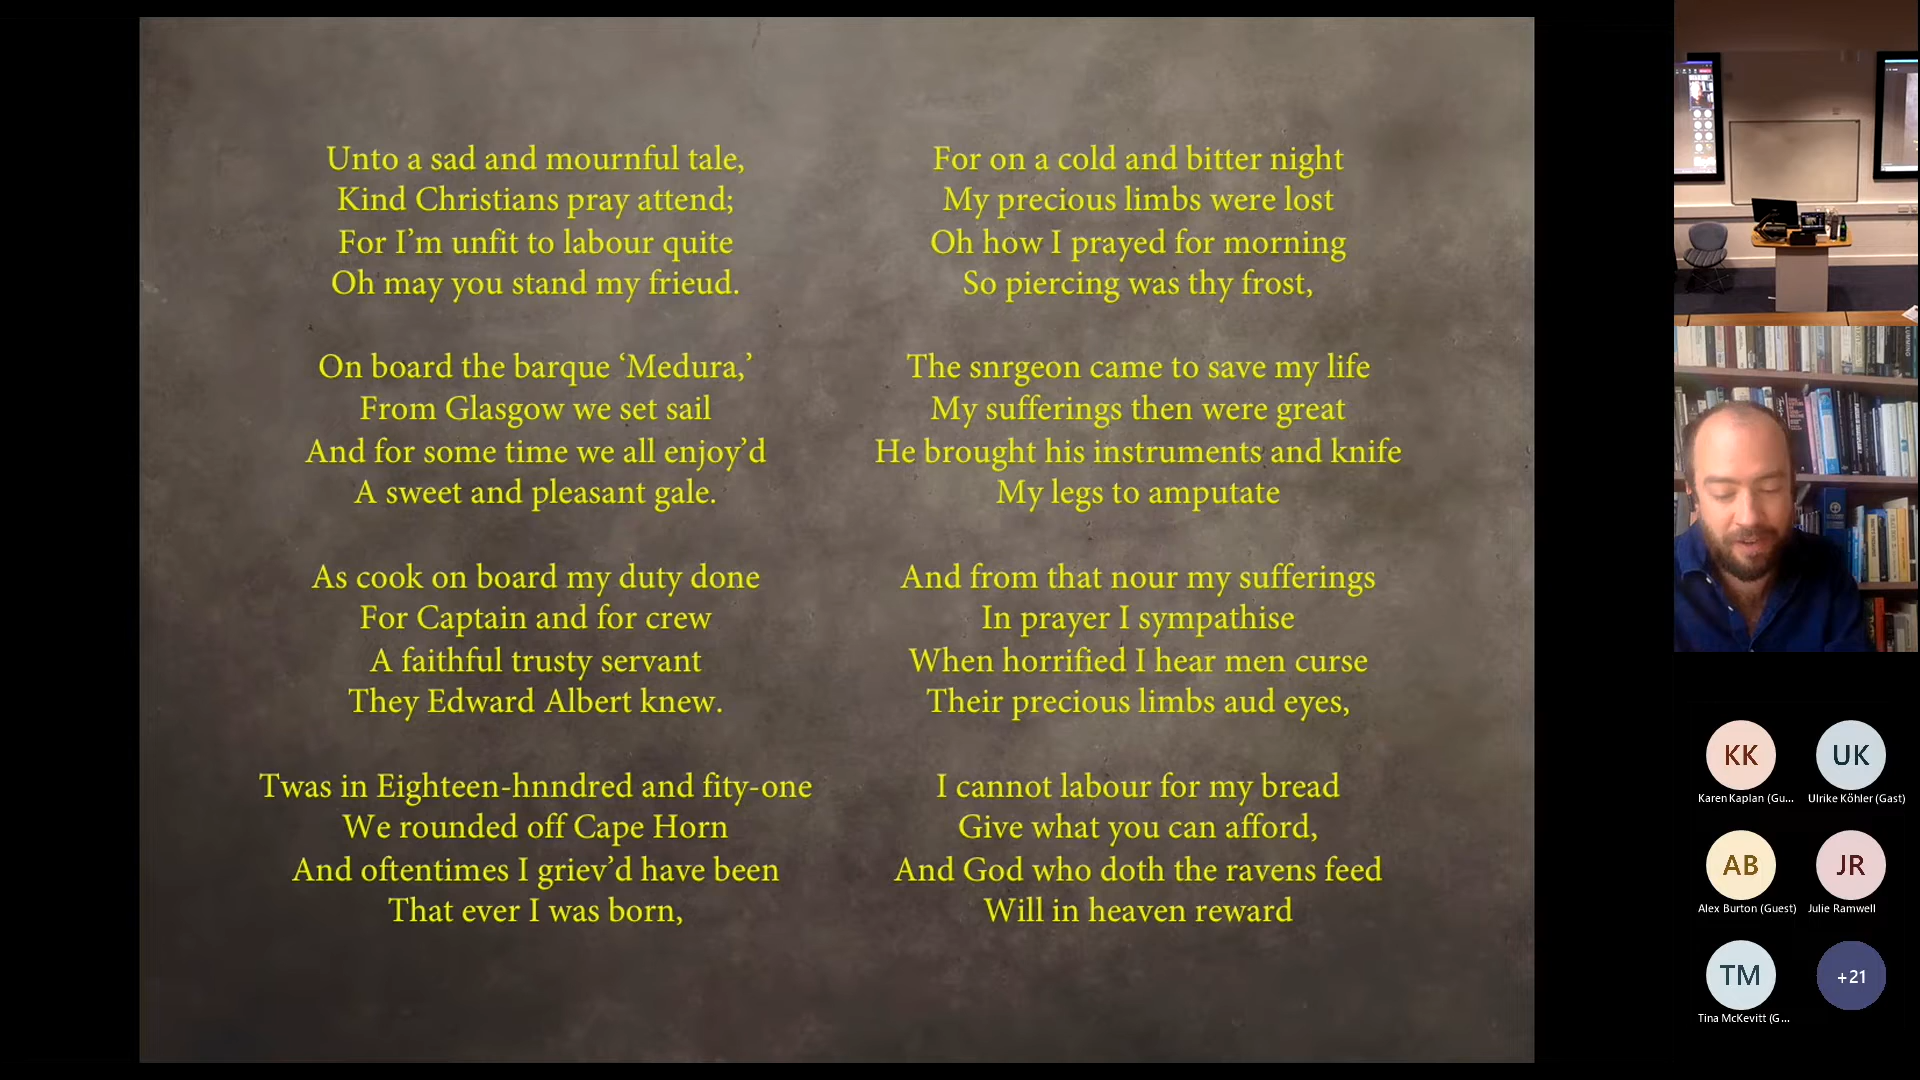 Unto a sad and mournful tale,
Kind Christians pray attend;
For I’m unfit to labour quite
Oh may you stand my frieud.
On board the barque ‘Medura,’
From Glasgow we set sail
And for some time we all enjoy’d
A sweet and pleasant gale.
As cook on board my duty done
For Captain and for crew
A faithful trusty servant
They Edward Albert knew.
Twas in Eighteen-hnndred and fity-one
We rounded off Cape Horn
And oftentimes I griev’d have been
That ever I was born,
For on a cold and bitter night
My precious limbs were lost
Oh how I prayed for morning
So piercing was thy frost,
The snrgeon came to save my life
My sufferings then were great
He brought his instruments and knife
My legs to amputate
And from that nour my sufferings
In prayer I sympathise
When horrified I hear men curse
Their precious limbs aud eyes,
I cannot labour for my bread
Give what you can afford,
And God who doth the ravens feed
Will in heaven reward
KK
Karen Kaplan (Gu...
UK
Ulrike Köhler (Gast)
AB
Alex Burton (Guest)
JR
Julie Ramwell
TM
Tina McKevitt (G...
+21